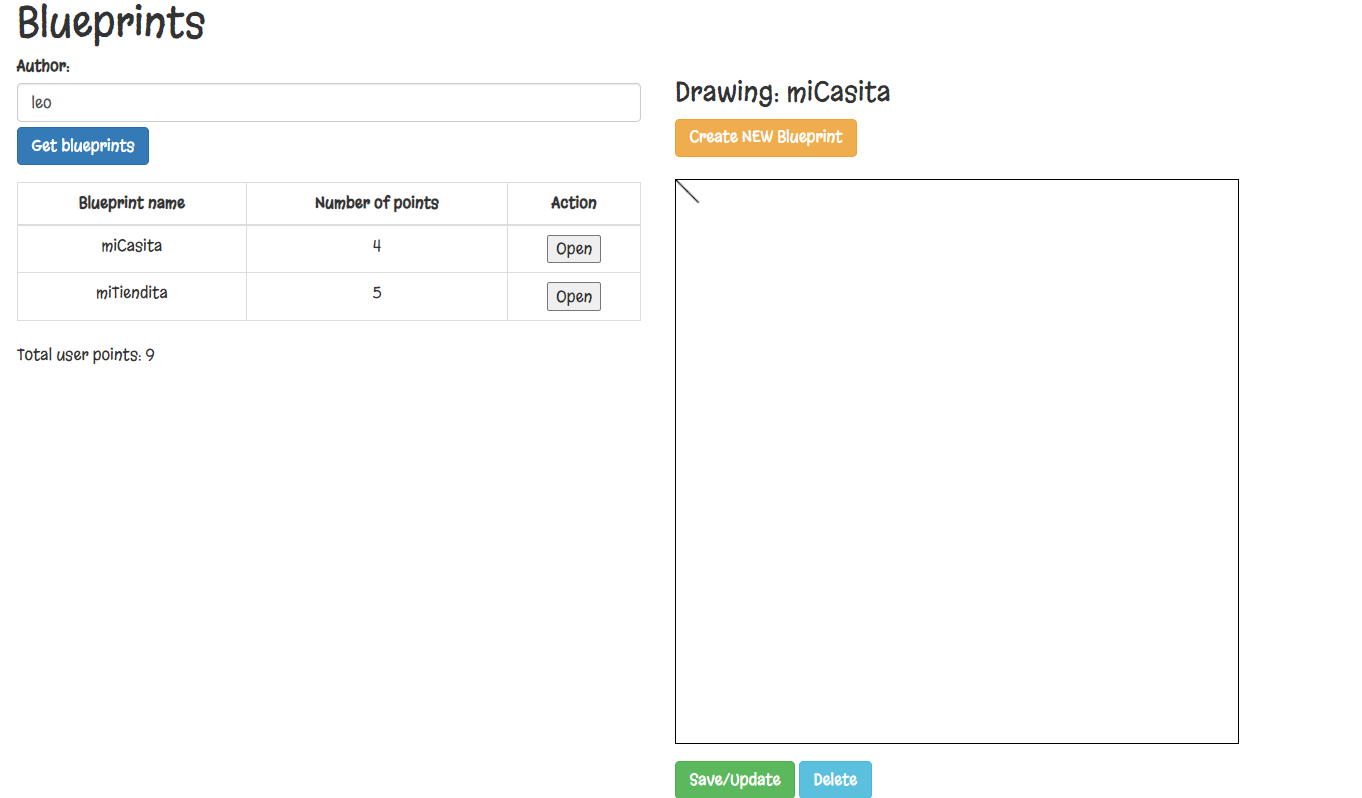 Blueprints
Author:
leo
Get blueprints
Blueprint name Number of points Action
miCasita 4 Open
miTiendita 5 Open
Total user points: 9
Drawing: miCasita
Create NEW Blueprint
Save/Update Delete